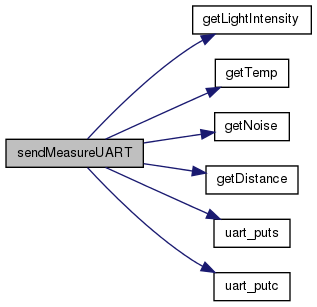 getLightIntensity
getTemp
getNoise
sendMeasureUART
getDistance
uart_puts
uart_putc